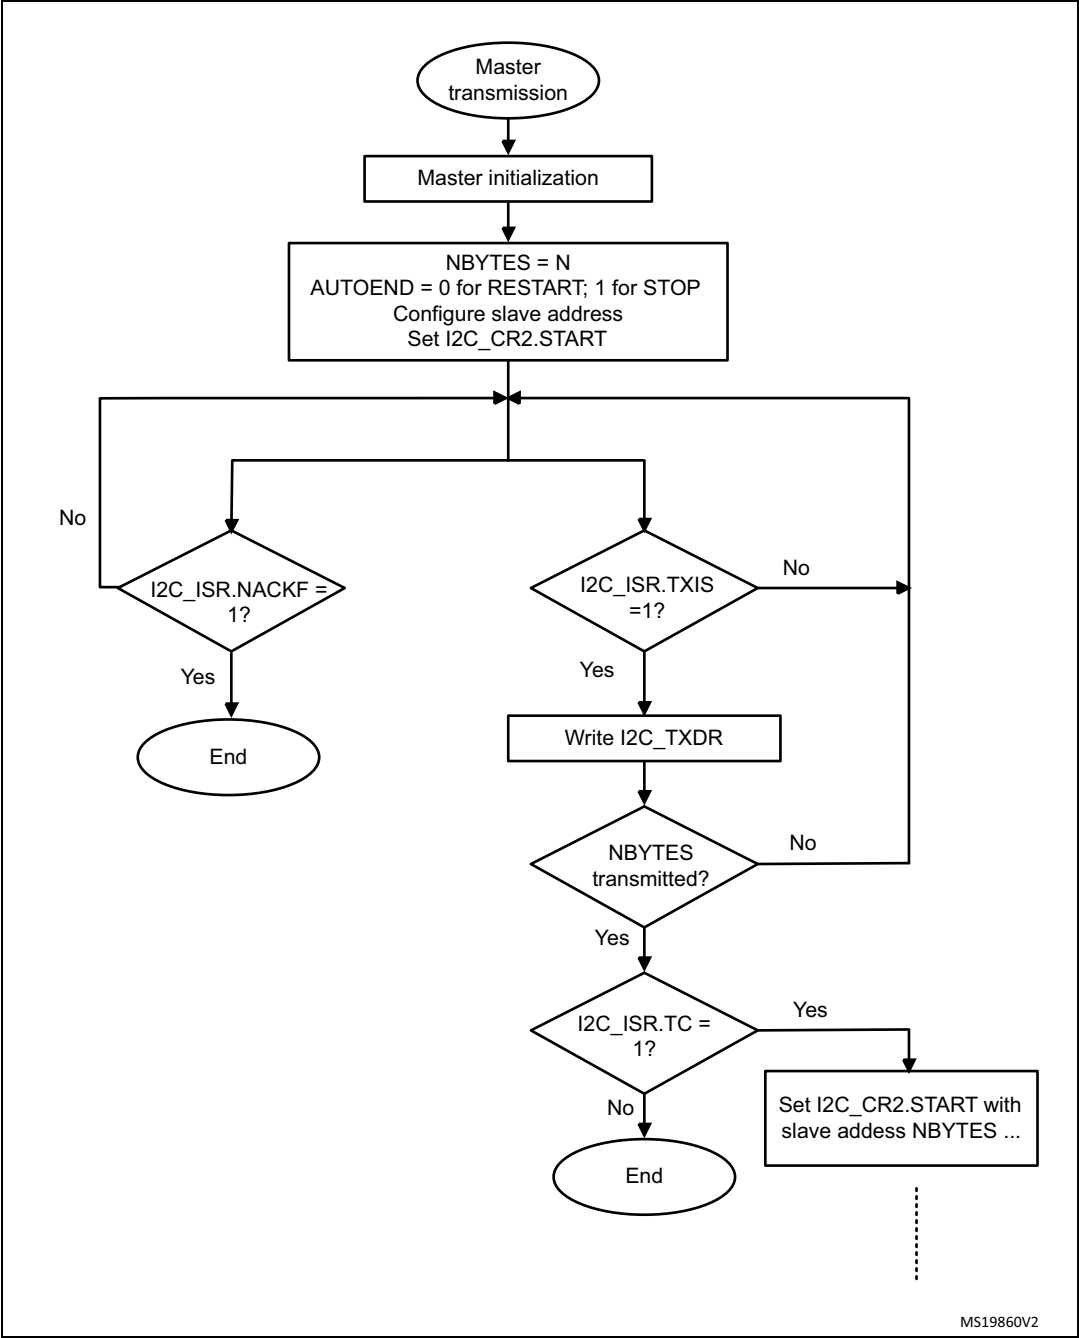 Master
transmission
Master initialization
NBYTES = N
AUTOEND = 0 for RESTART; 1 for STOP
Configure slave address
Set I2C_CR2.START
No
I2C_ISR.NACKF =
1?
Yes
End
I2C_ISR.TXIS
=1?
No
Yes
Write I2C_TXDR
NBYTES
transmitted?
No
Yes
I2C_ISR.TC =
1?
Yes
No
Set I2C_CR2.START with
slave addess NBYTES ...
End
MS19860V2